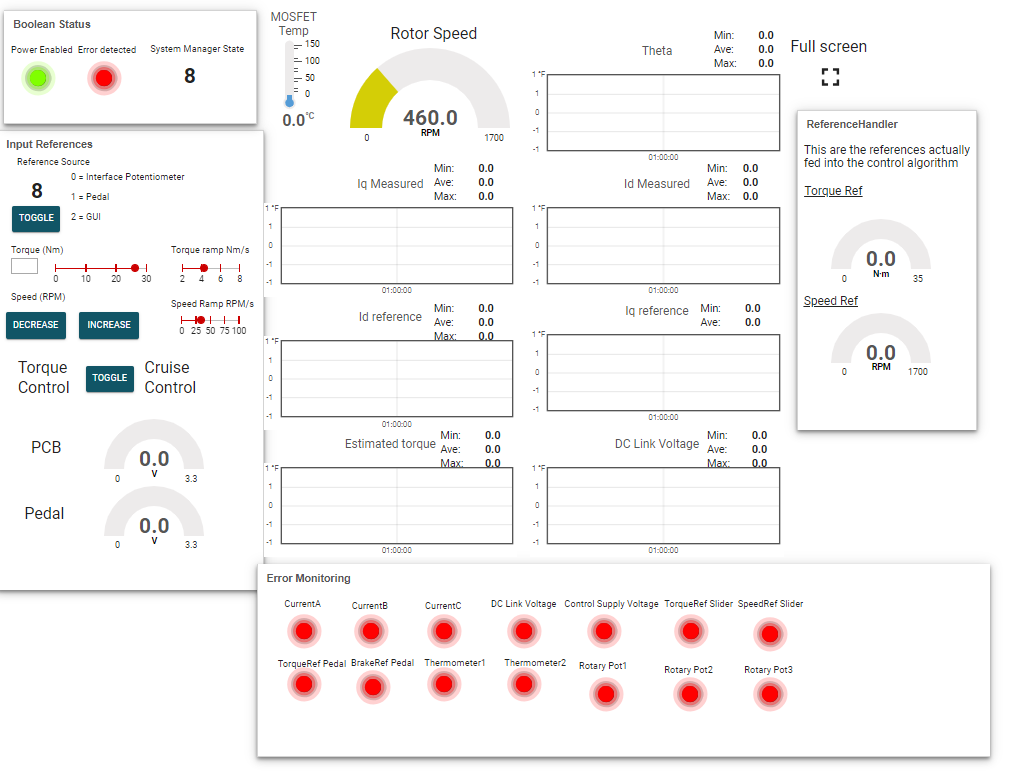 Boolean Status
Power Enabled Error detected System Manager State
8
MOSFET
Temp
150
100
50
0
0.0 °C
Rotor Speed
460.0
RPM
0 1700
Theta
Min: 0.0
Ave: 0.0
Max: 0.0
1 °F
1
0
-1
-1
01:00:00
Full screen
Input References
Reference Source
8
0 = Interface Potentiometer
1 = Pedal
2 = GUI
TOGGLE
Torque (Nm)
0 10 20 30
Torque ramp Nm/s
2 4 6 8
Speed (RPM)
DECREASE INCREASE
Speed Ramp RPM/s
0 25 50 75 100
Torque
Control
TOGGLE
Cruise
Control
PCB
0.0
V
0 3.3
Pedal
0.0
V
0 3.3
Iq Measured
Min: 0.0
Ave: 0.0
Max: 0.0
1 °F
1
0
-1
-1
01:00:00
Id Measured
Min: 0.0
Ave: 0.0
Max: 0.0
1 °F
1
0
-1
-1
01:00:00
Id reference
Min: 0.0
Ave: 0.0
Max: 0.0
1 °F
1
0
-1
-1
01:00:00
Iq reference
Min: 0.0
Ave: 0.0
1 °F
1
0
-1
-1
01:00:00
Estimated torque
Min: 0.0
Ave: 0.0
Max: 0.0
1 °F
1
0
-1
-1
01:00:00
DC Link Voltage
Min: 0.0
Ave: 0.0
Max: 0.0
1 °F
1
0
-1
-1
01:00:00
ReferenceHandler
This are the references actually
fed into the control algorithm
Torque Ref
0.0
N·m
0 35
Speed Ref
0.0
RPM
0 1700
Error Monitoring
CurrentA CurrentB CurrentC DC Link Voltage Control Supply Voltage TorqueRef Slider SpeedRef Slider
TorqueRef Pedal BrakeRef Pedal Thermometer1 Thermometer2 Rotary Pot1 Rotary Pot2 Rotary Pot3